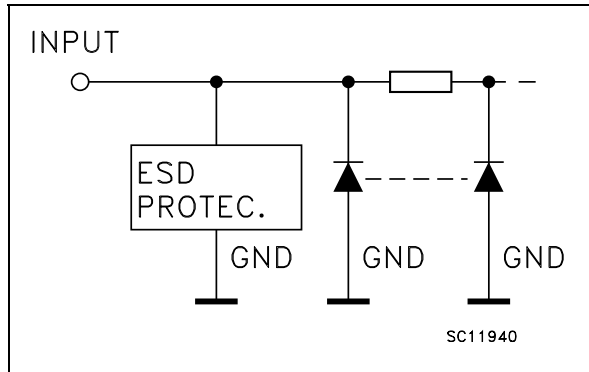 INPUT
ESD
PROTEC.
GND
GND
GND
SC11940